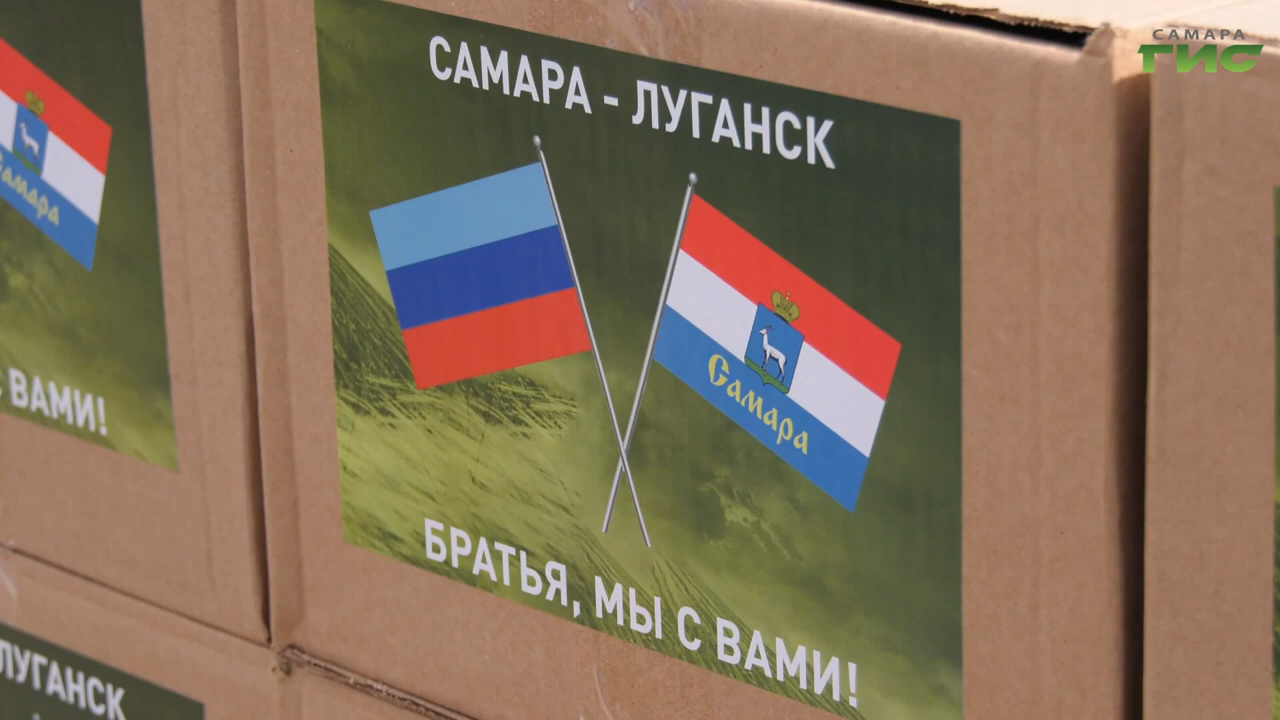 САМАРА
ГИС
САМАРА - ЛУГАНСК
Самара
БРАТЬЯ, МЫ С ВАМИ!
Самара
С ВАМИ!
ЛУГАНСК